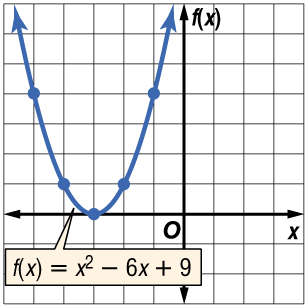 f(x)
O
x
f(x) = x² − 6x + 9